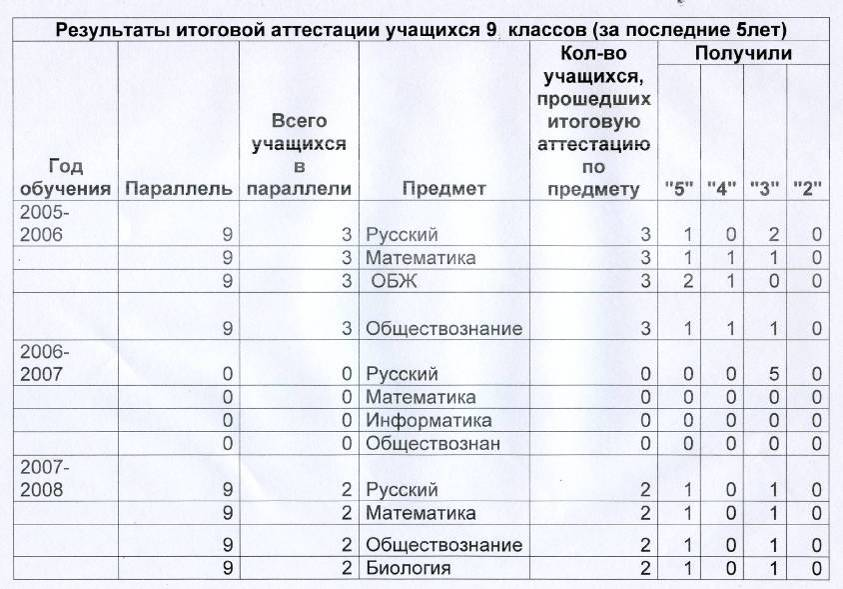 Результаты итоговой аттестации учащихся 9 классов (за последние 5лет)
Год обучения Параллель Всего учащихся в параллели Предмет Кол-во учащихся, прошедших итоговую аттестацию по предмету Получили "5" "4" "3" "2"
2005-2006 9 3 Русский 3 1 0 2 0
9 3 Математика 3 1 1 1 0
9 3 ОБЖ 3 2 1 0 0
9 3 Обществознание 3 1 1 1 0
2006-2007 0 0 Русский 0 0 0 5 0
0 0 Математика 0 0 0 0 0
0 0 Информатика 0 0 0 0 0
0 0 Обществознан 0 0 0 0 0
2007-2008 9 2 Русский 2 1 0 1 0
9 2 Математика 2 1 0 1 0
9 2 Обществознание 2 1 0 1 0
9 2 Биология 2 1 0 1 0